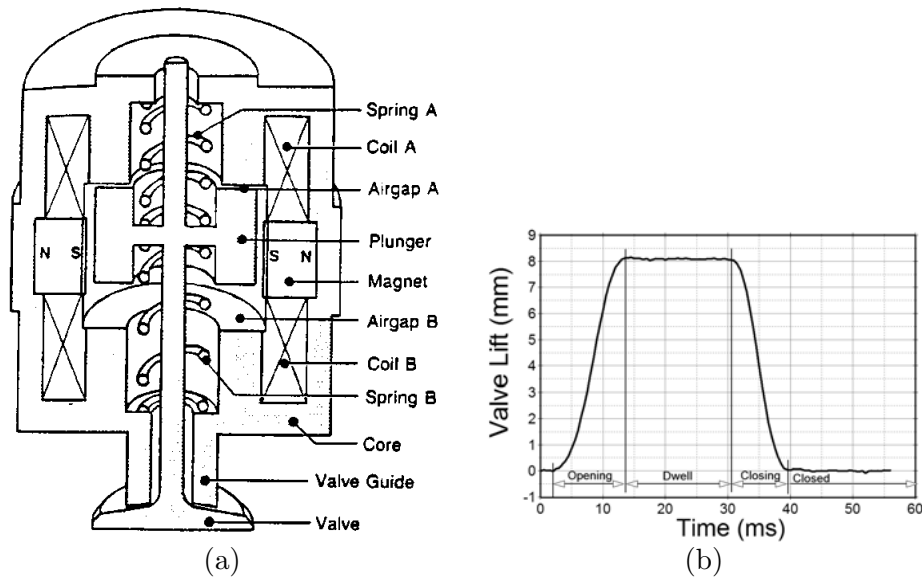 Spring A
Coil A
Airgap A
Plunger
N S
S N
Magnet
Airgap B
Coil B
Spring B
Core
Valve Guide
Valve
(a)
Valve Lift (mm)
9
8
7
6
5
4
3
2
1
0
-1
Opening
Dwell
Closing
Closed
0 10 20 30 40 50 60
Time (ms)
(b)